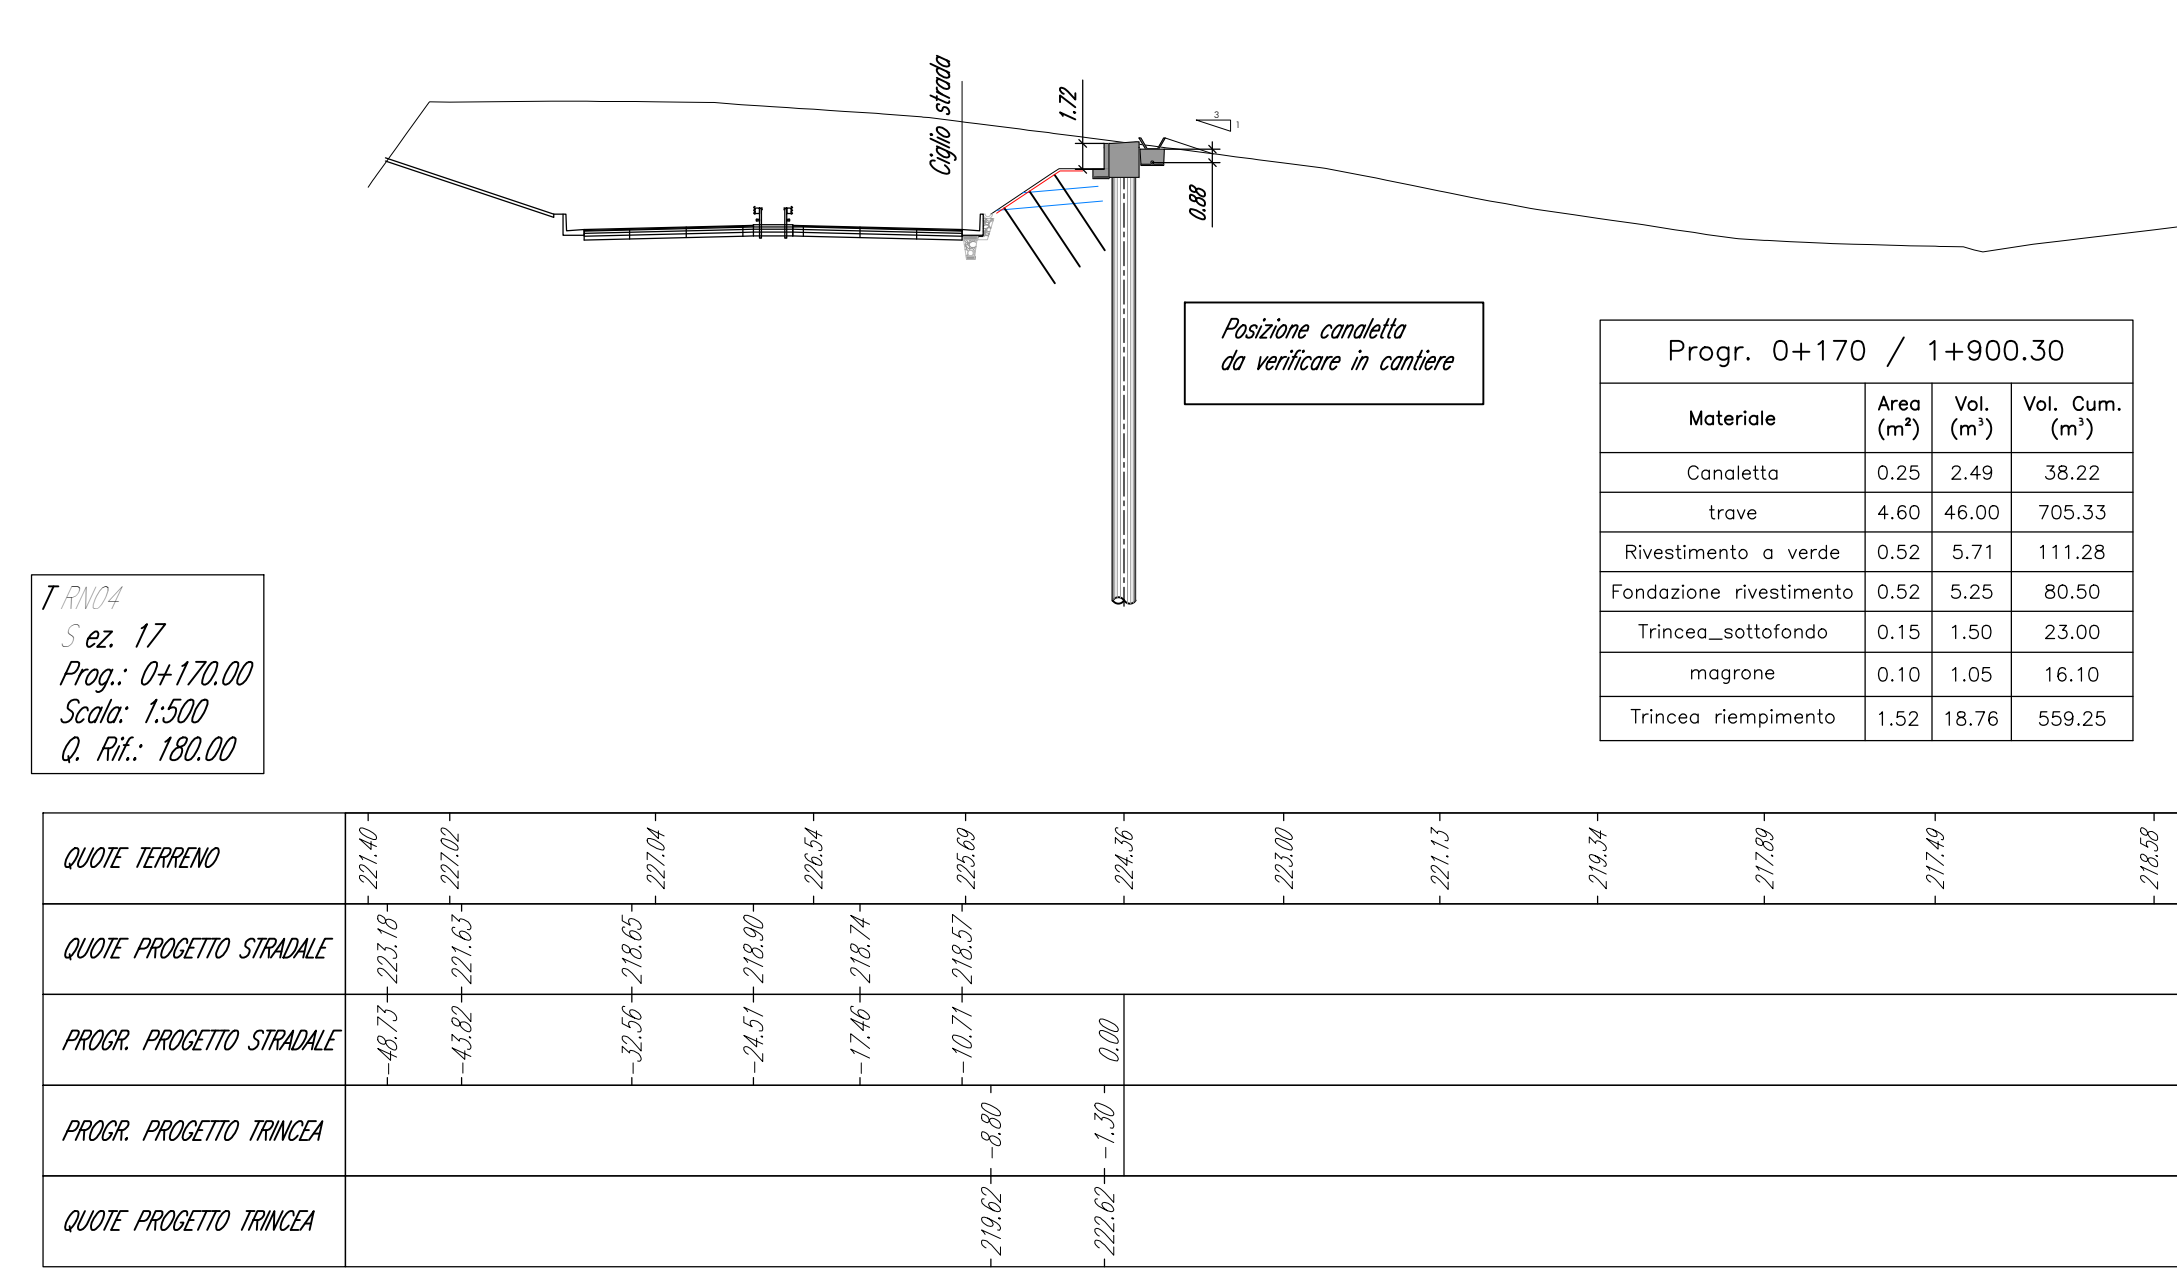 Ciglio strada
1.72
3
1
0.88
Posizione canaletta
da verificare in cantiere
Progr. 0+170 / 1+900.30
Materiale Area (m²) Vol. (m³) Vol. Cum. (m³)
Canaletta 0.25 2.49 38.22
trave 4.60 46.00 705.33
Rivestimento a verde 0.52 5.71 111.28
Fondazione rivestimento 0.52 5.25 80.50
Trincea_sottofondo 0.15 1.50 23.00
magrone 0.10 1.05 16.10
Trincea riempimento 1.52 18.76 559.25
TRN04
Sez. 17
Prog.: 0+170.00
Scala: 1:500
Q. Rif.: 180.00
QUOTE TERRENO 221.40 227.02 227.04 226.54 225.69 224.36 223.00 221.13 219.34 217.89 217.49 218.58
QUOTE PROGETTO STRADALE 223.18 221.63 218.65 218.90 218.74 218.57
PROGR. PROGETTO STRADALE -48.73 -43.82 -32.56 -24.51 -17.46 -10.71 0.00
PROGR. PROGETTO TRINCEA -8.80 -1.30
QUOTE PROGETTO TRINCEA 219.62 222.62